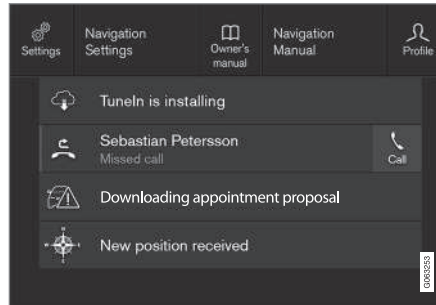 Settings
Navigation
Settings
Owner's
manual
Navigation
Manual
Profile
TuneIn is installing
Sebastian Petersson
Missed call
Call
Downloading appointment proposal
New position received
G063253